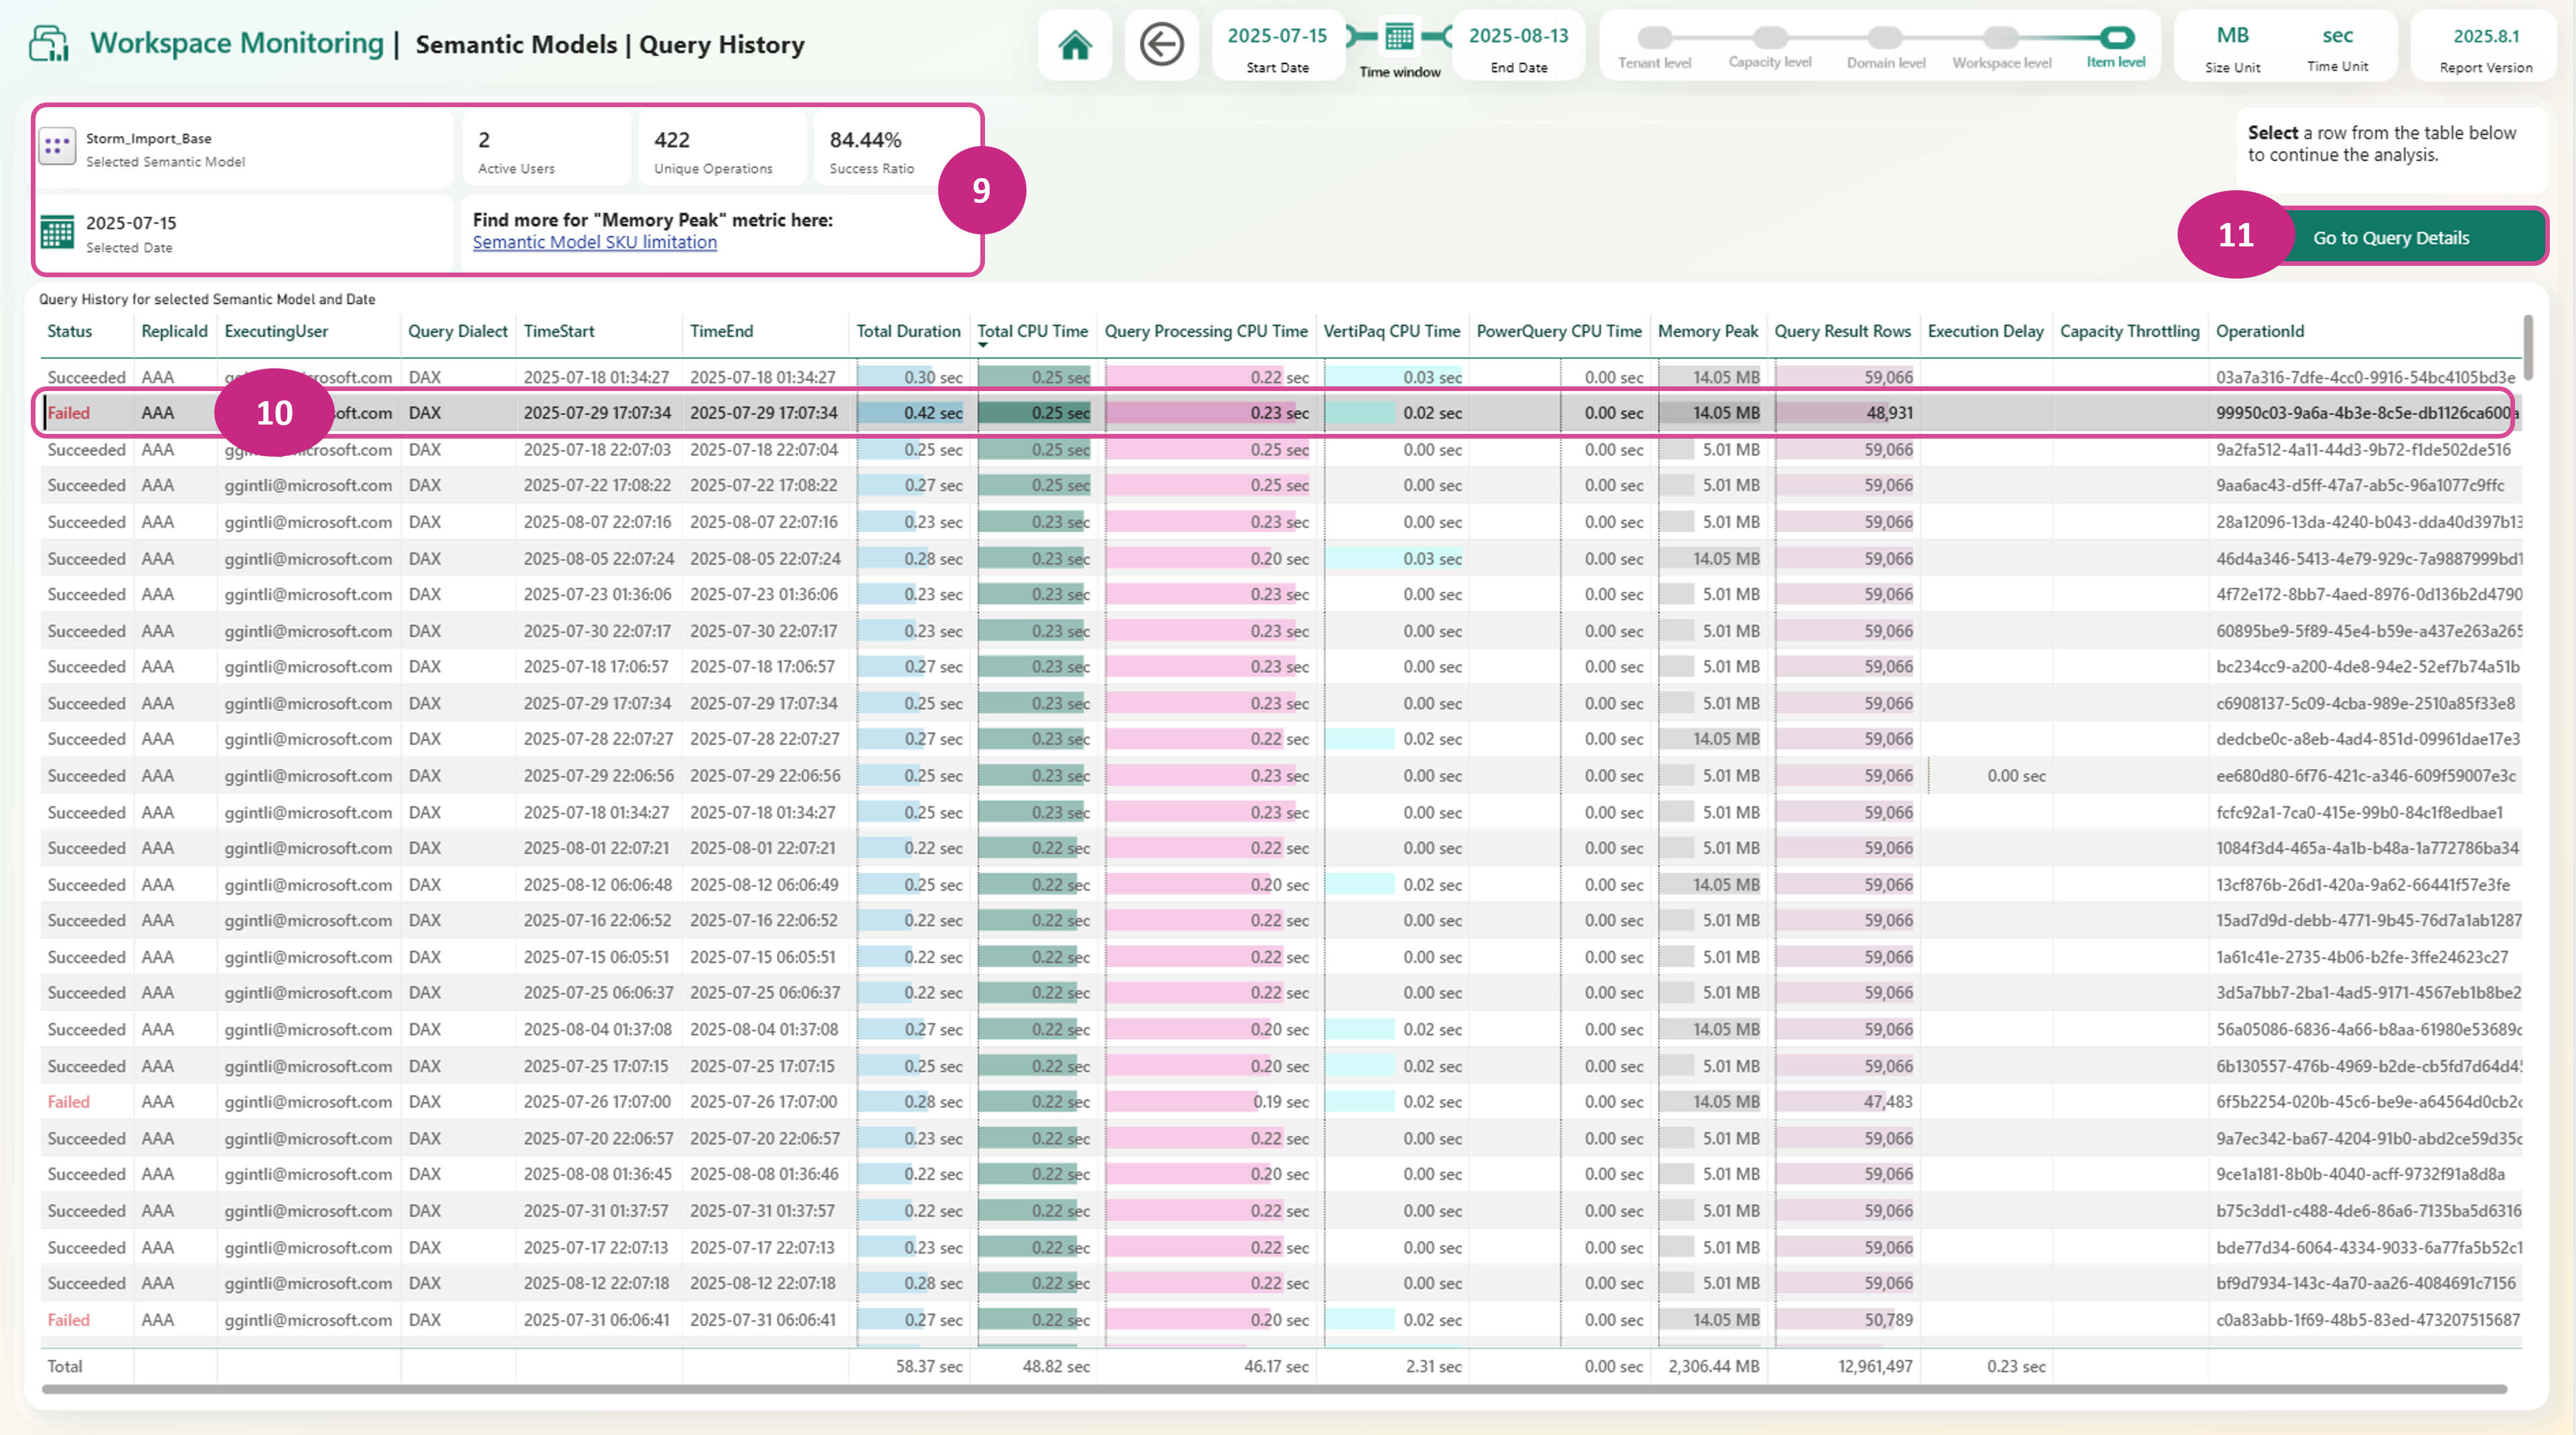 Workspace Monitoring | Semantic Models | Query History
2025-07-15 2025-08-13 MB sec 2025.8.1
Start Date Time window End Date Tenant level Capacity level Domain level Workspace level Item level Size Unit Time Unit Report Version
Storm_Import_Base 2 422 84.44%
Selected Semantic Model Active Users Unique Operations Success Ratio
9
Select a row from the table below
to continue the analysis.
2025-07-15 Find more for "Memory Peak" metric here:
Selected Date Semantic Model SKU limitation
11 Go to Query Details
Query History for selected Semantic Model and Date
Status ReplicaId ExecutingUser Query Dialect TimeStart TimeEnd Total Duration Total CPU Time Query Processing CPU Time VertiPaq CPU Time PowerQuery CPU Time Memory Peak Query Result Rows Execution Delay Capacity Throttling OperationId
Succeeded AAA DAX 2025-07-18 01:34:27 2025-07-18 01:34:27 0.30 sec 0.25 sec 0.22 sec 0.03 sec 0.00 sec 14.05 MB 59,066 03a7a316-7dfe-4cc0-9916-54bc4105bd3e
Failed AAA 10 DAX 2025-07-29 17:07:34 2025-07-29 17:07:34 0.42 sec 0.25 sec 0.23 sec 0.02 sec 0.00 sec 14.05 MB 48,931 99950c03-9a6a-4b3e-8c5e-db1126ca600a
Succeeded AAA DAX 2025-07-18 22:07:03 2025-07-18 22:07:04 0.25 sec 0.25 sec 0.25 sec 0.00 sec 0.00 sec 5.01 MB 59,066 9a2fa512-4a11-44d3-9b72-f1de502de516
Succeeded AAA ggintli@microsoft.com DAX 2025-07-22 17:08:22 2025-07-22 17:08:22 0.27 sec 0.25 sec 0.25 sec 0.00 sec 0.00 sec 5.01 MB 59,066 9aa6ac43-d5ff-47a7-ab5c-96a1077c9ffc
Succeeded AAA ggintli@microsoft.com DAX 2025-08-07 22:07:16 2025-08-07 22:07:16 0.23 sec 0.23 sec 0.23 sec 0.00 sec 0.00 sec 5.01 MB 59,066 28a12096-13da-4240-b043-dda40d397b13
Succeeded AAA ggintli@microsoft.com DAX 2025-08-05 22:07:24 2025-08-05 22:07:24 0.28 sec 0.23 sec 0.20 sec 0.03 sec 0.00 sec 14.05 MB 59,066 46d4a346-5413-4e79-929c-7a9887999bd1
Succeeded AAA ggintli@microsoft.com DAX 2025-07-23 01:36:06 2025-07-23 01:36:06 0.23 sec 0.23 sec 0.23 sec 0.00 sec 0.00 sec 5.01 MB 59,066 4f72e172-8bb7-4aed-8976-0d136b2d4790
Succeeded AAA ggintli@microsoft.com DAX 2025-07-30 22:07:17 2025-07-30 22:07:17 0.23 sec 0.23 sec 0.23 sec 0.00 sec 0.00 sec 5.01 MB 59,066 60895be9-5f89-45e4-b59e-a437e263a265
Succeeded AAA ggintli@microsoft.com DAX 2025-07-18 17:06:57 2025-07-18 17:06:57 0.27 sec 0.23 sec 0.23 sec 0.00 sec 0.00 sec 5.01 MB 59,066 bc234cc9-a200-4de8-94e2-52ef7b74a51b
Succeeded AAA ggintli@microsoft.com DAX 2025-07-29 17:07:34 2025-07-29 17:07:34 0.25 sec 0.23 sec 0.23 sec 0.00 sec 0.00 sec 5.01 MB 59,066 c6908137-5c09-4cba-989e-2510a85f33e8
Succeeded AAA ggintli@microsoft.com DAX 2025-07-28 22:07:27 2025-07-28 22:07:27 0.27 sec 0.23 sec 0.22 sec 0.02 sec 0.00 sec 14.05 MB 59,066 dedcbe0c-a8eb-4ad4-851d-09961dae17e3
Succeeded AAA ggintli@microsoft.com DAX 2025-07-29 22:06:56 2025-07-29 22:06:56 0.25 sec 0.23 sec 0.23 sec 0.00 sec 0.00 sec 5.01 MB 59,066 0.00 sec ee680d80-6f76-421c-a346-609f59007e3c
Succeeded AAA ggintli@microsoft.com DAX 2025-07-18 01:34:27 2025-07-18 01:34:27 0.25 sec 0.23 sec 0.23 sec 0.00 sec 0.00 sec 5.01 MB 59,066 fcfc92a1-7ca0-415e-99b0-84c1f8edbae1
Succeeded AAA ggintli@microsoft.com DAX 2025-08-01 22:07:21 2025-08-01 22:07:21 0.22 sec 0.22 sec 0.22 sec 0.00 sec 0.00 sec 5.01 MB 59,066 1084f3d4-465a-4a1b-b48a-1a772786ba34
Succeeded AAA ggintli@microsoft.com DAX 2025-08-12 06:06:48 2025-08-12 06:06:49 0.25 sec 0.22 sec 0.20 sec 0.02 sec 0.00 sec 14.05 MB 59,066 13cf876b-26d1-420a-9a62-66441f57e3fe
Succeeded AAA ggintli@microsoft.com DAX 2025-07-16 22:06:52 2025-07-16 22:06:52 0.22 sec 0.22 sec 0.22 sec 0.00 sec 0.00 sec 5.01 MB 59,066 15ad7d9d-debb-4771-9b45-76d7a1ab1287
Succeeded AAA ggintli@microsoft.com DAX 2025-07-15 06:05:51 2025-07-15 06:05:51 0.22 sec 0.22 sec 0.22 sec 0.00 sec 0.00 sec 5.01 MB 59,066 1a61c41e-2735-4b06-b2fe-3ffe24623c27
Succeeded AAA ggintli@microsoft.com DAX 2025-07-25 06:06:37 2025-07-25 06:06:37 0.22 sec 0.22 sec 0.22 sec 0.00 sec 0.00 sec 5.01 MB 59,066 3d5a7bb7-2ba1-4ad5-9171-4567eb1b8be2
Succeeded AAA ggintli@microsoft.com DAX 2025-08-04 01:37:08 2025-08-04 01:37:08 0.27 sec 0.22 sec 0.20 sec 0.02 sec 0.00 sec 14.05 MB 59,066 56a05086-6836-4a66-b8aa-61980e53689c
Succeeded AAA ggintli@microsoft.com DAX 2025-07-25 17:07:15 2025-07-25 17:07:15 0.25 sec 0.22 sec 0.20 sec 0.02 sec 0.00 sec 5.01 MB 59,066 6b130557-476b-4969-b2de-cb5fd7d64d4
Failed AAA ggintli@microsoft.com DAX 2025-07-26 17:07:00 2025-07-26 17:07:00 0.28 sec 0.22 sec 0.19 sec 0.02 sec 0.00 sec 14.05 MB 47,483 6f5b2254-020b-45c6-be9e-a64564d0cb2c
Succeeded AAA ggintli@microsoft.com DAX 2025-07-20 22:06:57 2025-07-20 22:06:57 0.23 sec 0.22 sec 0.22 sec 0.00 sec 0.00 sec 5.01 MB 59,066 9a7ec342-ba67-4204-91b0-abd2ce59d35c
Succeeded AAA ggintli@microsoft.com DAX 2025-08-08 01:36:45 2025-08-08 01:36:46 0.22 sec 0.22 sec 0.20 sec 0.00 sec 0.00 sec 5.01 MB 59,066 9ce1a181-8b0b-4040-acff-9732f91a8d8a
Succeeded AAA ggintli@microsoft.com DAX 2025-07-31 01:37:57 2025-07-31 01:37:57 0.22 sec 0.22 sec 0.22 sec 0.00 sec 0.00 sec 5.01 MB 59,066 b75c3dd1-c488-4de6-86a6-7135ba5d6316
Succeeded AAA ggintli@microsoft.com DAX 2025-07-17 22:07:13 2025-07-17 22:07:13 0.23 sec 0.22 sec 0.22 sec 0.00 sec 0.00 sec 5.01 MB 59,066 bde77d34-6064-4334-9033-6a77fa5b52c1
Succeeded AAA ggintli@microsoft.com DAX 2025-08-12 22:07:18 2025-08-12 22:07:18 0.28 sec 0.22 sec 0.22 sec 0.00 sec 0.00 sec 5.01 MB 59,066 bf9d7934-143c-4a70-aa26-4084691c7156
Failed AAA ggintli@microsoft.com DAX 2025-07-31 06:06:41 2025-07-31 06:06:41 0.27 sec 0.22 sec 0.20 sec 0.02 sec 0.00 sec 14.05 MB 50,789 c0a83abb-1f69-48b5-83ed-473207515687
Total 58.37 sec 48.82 sec 46.17 sec 2.31 sec 0.00 sec 2,306.44 MB 12,961,497 0.23 sec